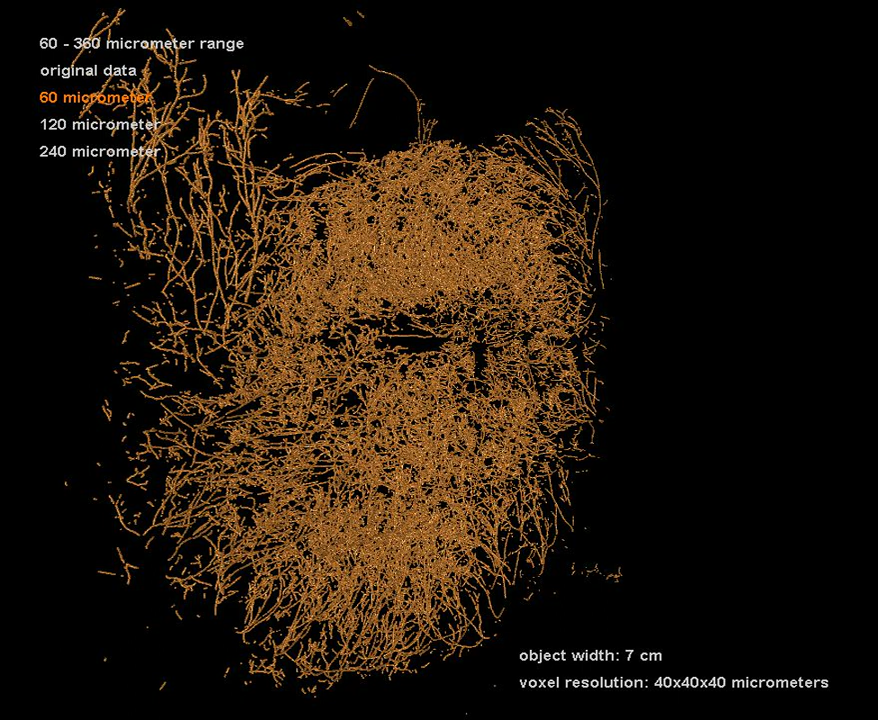 60 - 360 micrometer range
original data
60 micrometer
120 micrometer
240 micrometer
object width: 7 cm
voxel resolution: 40x40x40 micrometers